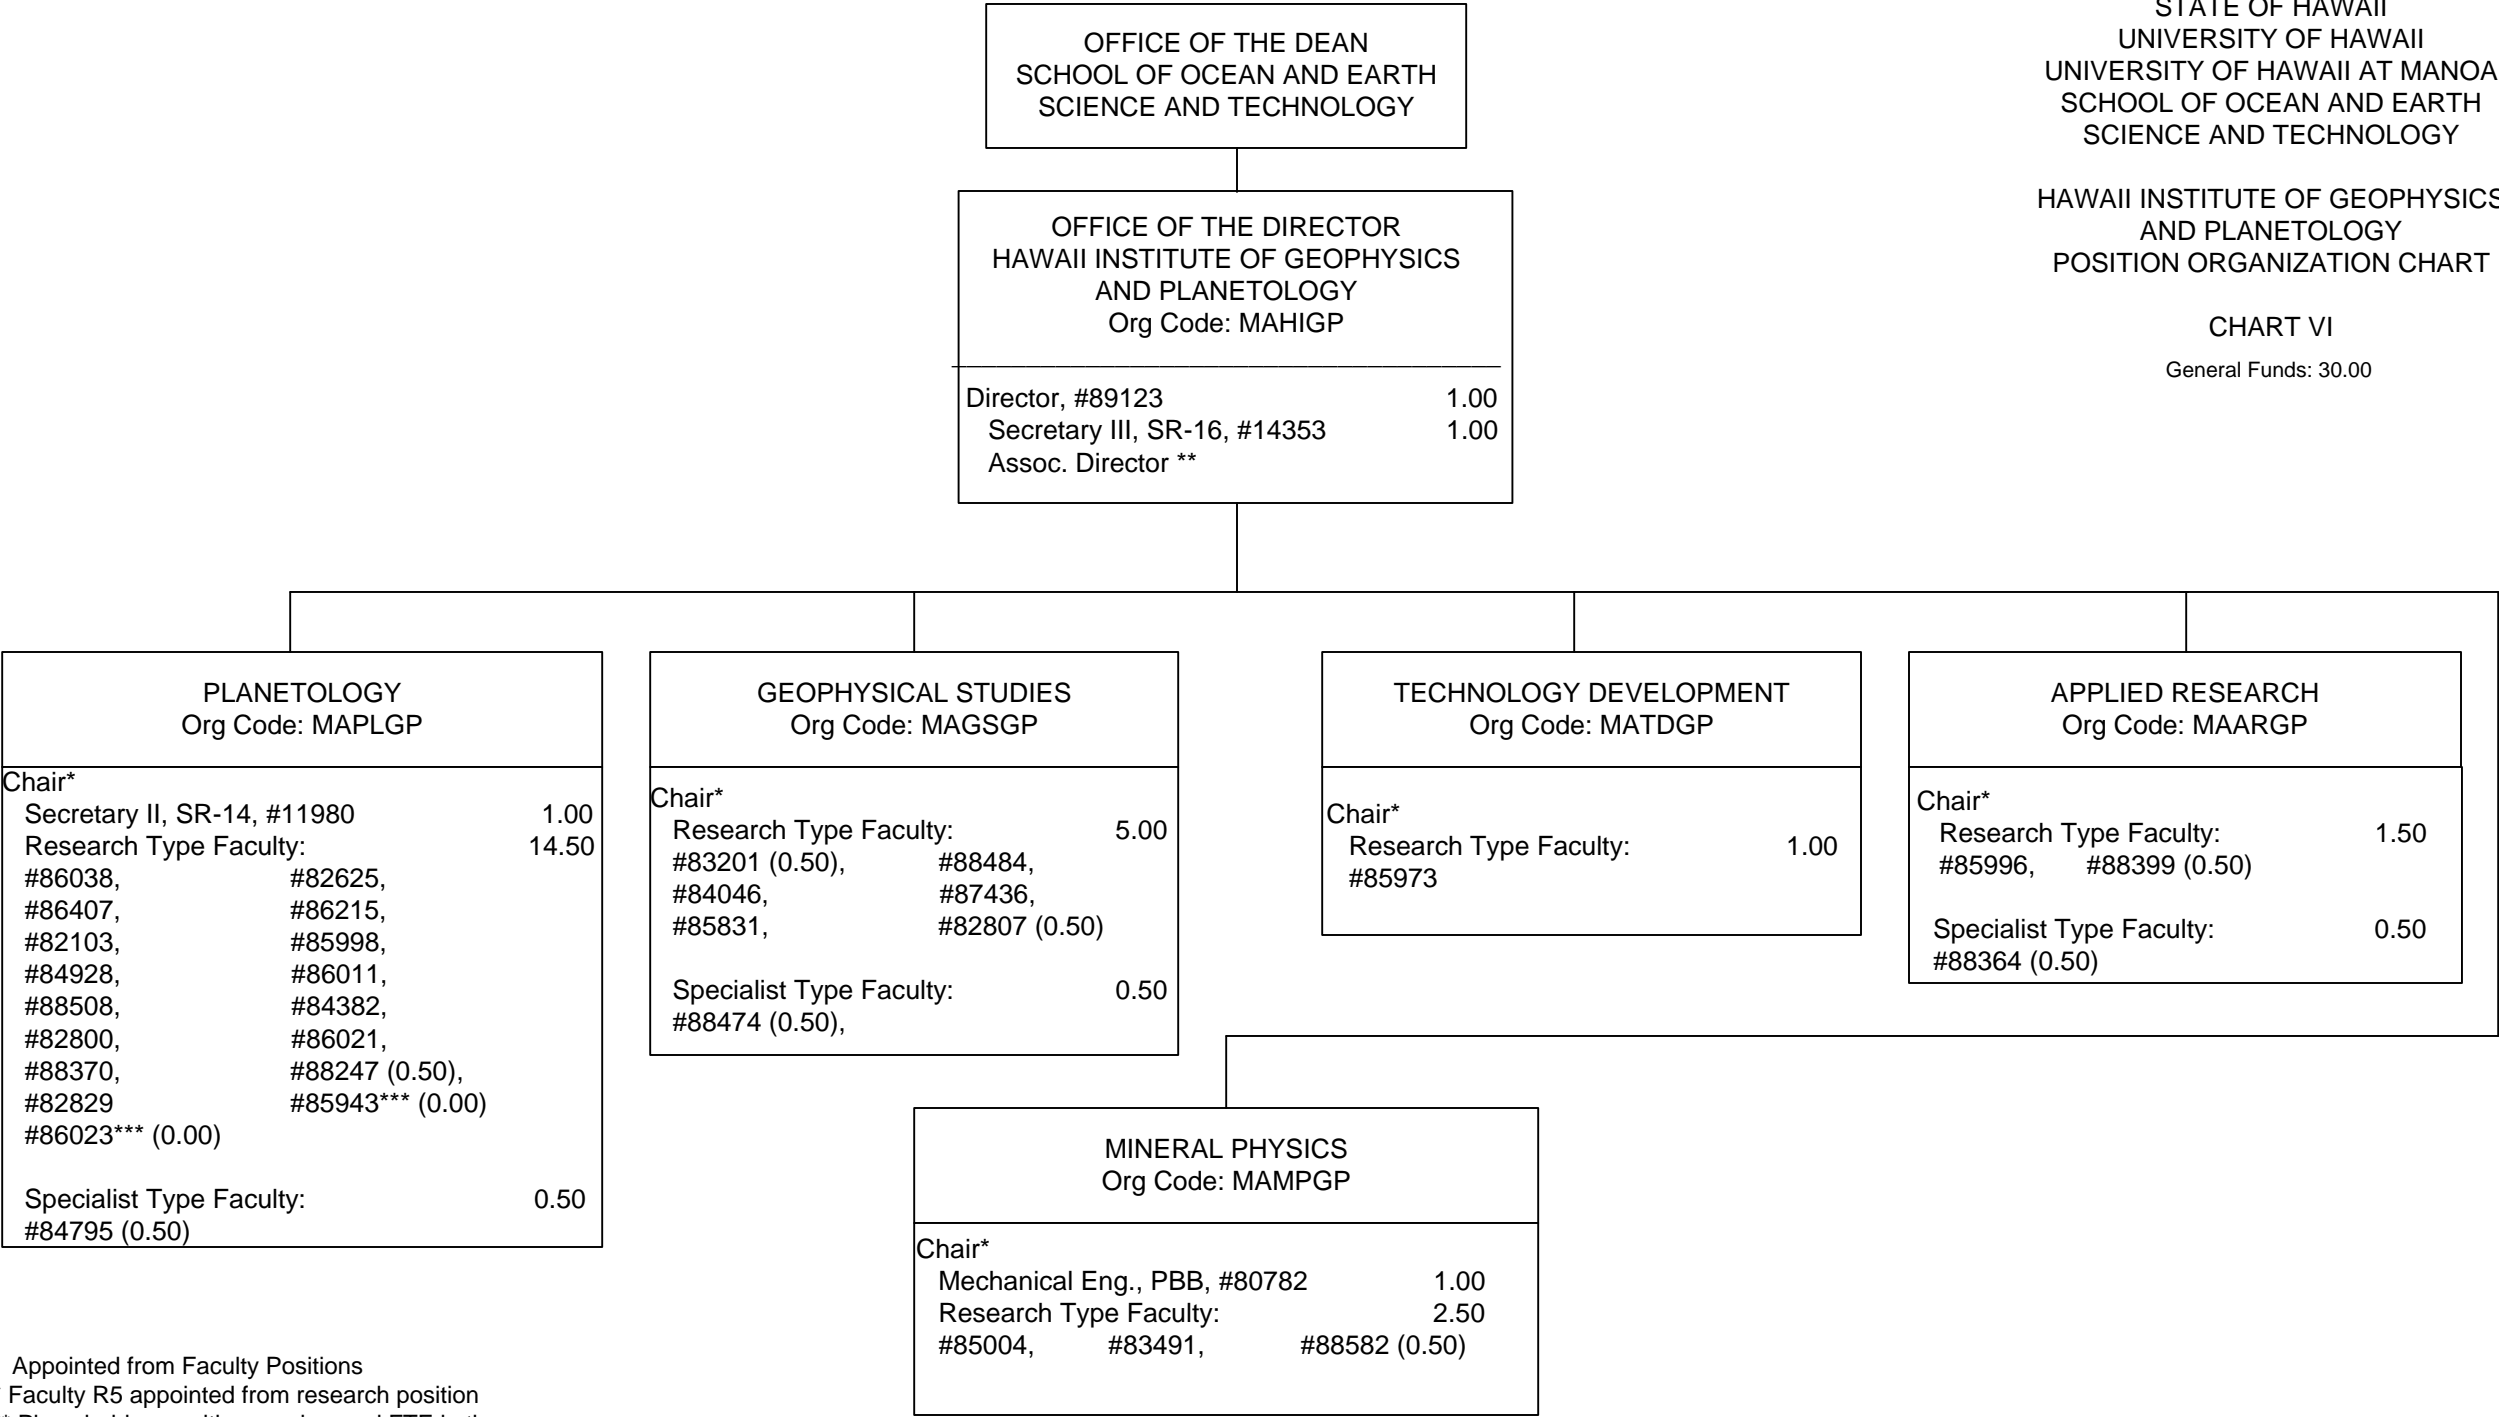 OFFICE OF THE DEAN
SCHOOL OF OCEAN AND EARTH
SCIENCE AND TECHNOLOGY
STATE OF HAWAII
UNIVERSITY OF HAWAII
UNIVERSITY OF HAWAII AT MANOA
SCHOOL OF OCEAN AND EARTH
SCIENCE AND TECHNOLOGY
HAWAII INSTITUTE OF GEOPHYSICS
AND PLANETOLOGY
POSITION ORGANIZATION CHART
CHART VI
General Funds: 30.00
OFFICE OF THE DIRECTOR
HAWAII INSTITUTE OF GEOPHYSICS
AND PLANETOLOGY
Org Code: MAHIGP
Director, #89123 1.00
Secretary III, SR-16, #14353 1.00
Assoc. Director **
PLANETOLOGY
Org Code: MAPLGP
Chair*
Secretary II, SR-14, #11980 1.00
Research Type Faculty: 14.50
#86038, #82625,
#86407, #86215,
#82103, #85998,
#84928, #86011,
#88508, #84382,
#82800, #86021,
#88370, #88247 (0.50),
#82829 #85943*** (0.00)
#86023*** (0.00)
Specialist Type Faculty: 0.50
#84795 (0.50)
GEOPHYSICAL STUDIES
Org Code: MAGSGP
Chair*
Research Type Faculty: 5.00
#83201 (0.50), #88484,
#84046, #87436,
#85831, #82807 (0.50)
Specialist Type Faculty: 0.50
#88474 (0.50),
TECHNOLOGY DEVELOPMENT
Org Code: MATDGP
Chair*
Research Type Faculty: 1.00
#85973
APPLIED RESEARCH
Org Code: MAARGP
Chair*
Research Type Faculty: 1.50
#85996, #88399 (0.50)
Specialist Type Faculty: 0.50
#88364 (0.50)
MINERAL PHYSICS
Org Code: MAMPGP
Chair*
Mechanical Eng., PBB, #80782 1.00
Research Type Faculty: 2.50
#85004, #83491, #88582 (0.50)
Appointed from Faculty Positions
Faculty R5 appointed from research position